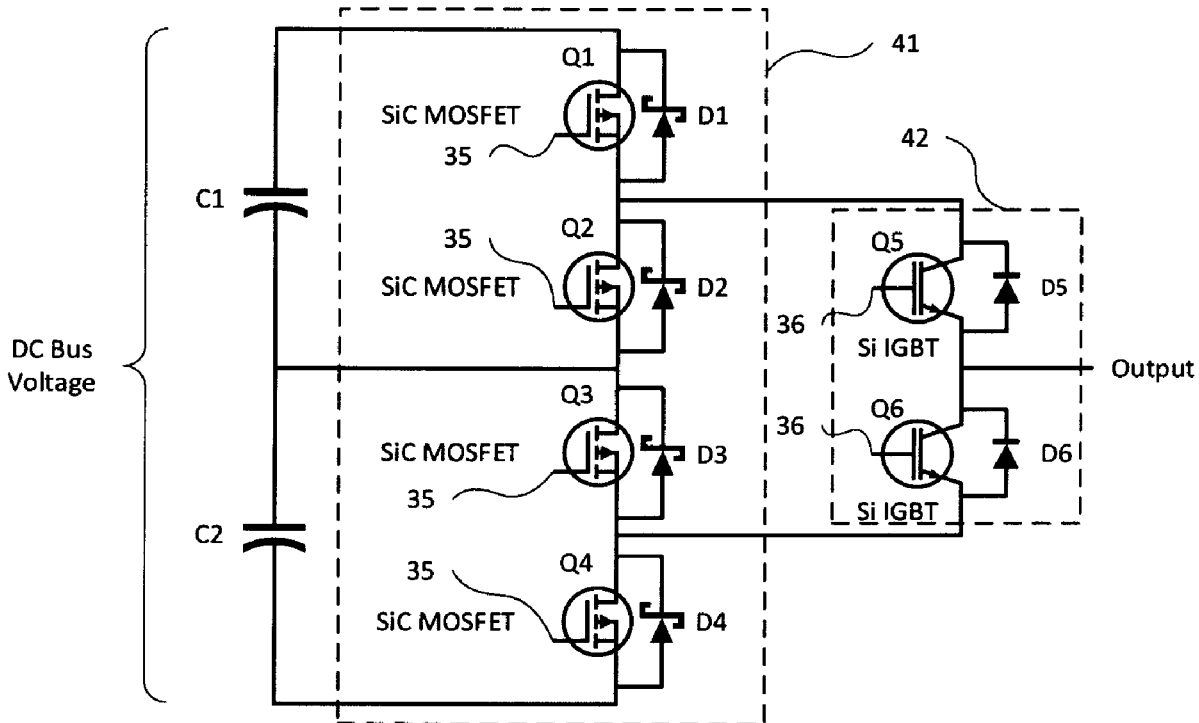 41
Q1
SiC MOSFET
D1
35
42
C1
Q2
35
Q5
SiC MOSFET
D2
D5
36
DC Bus
Voltage
Si IGBT
Output
Q3
Q6
36
SiC MOSFET
D3
D6
35
Si IGBT
C2
Q4
35
SiC MOSFET
D4